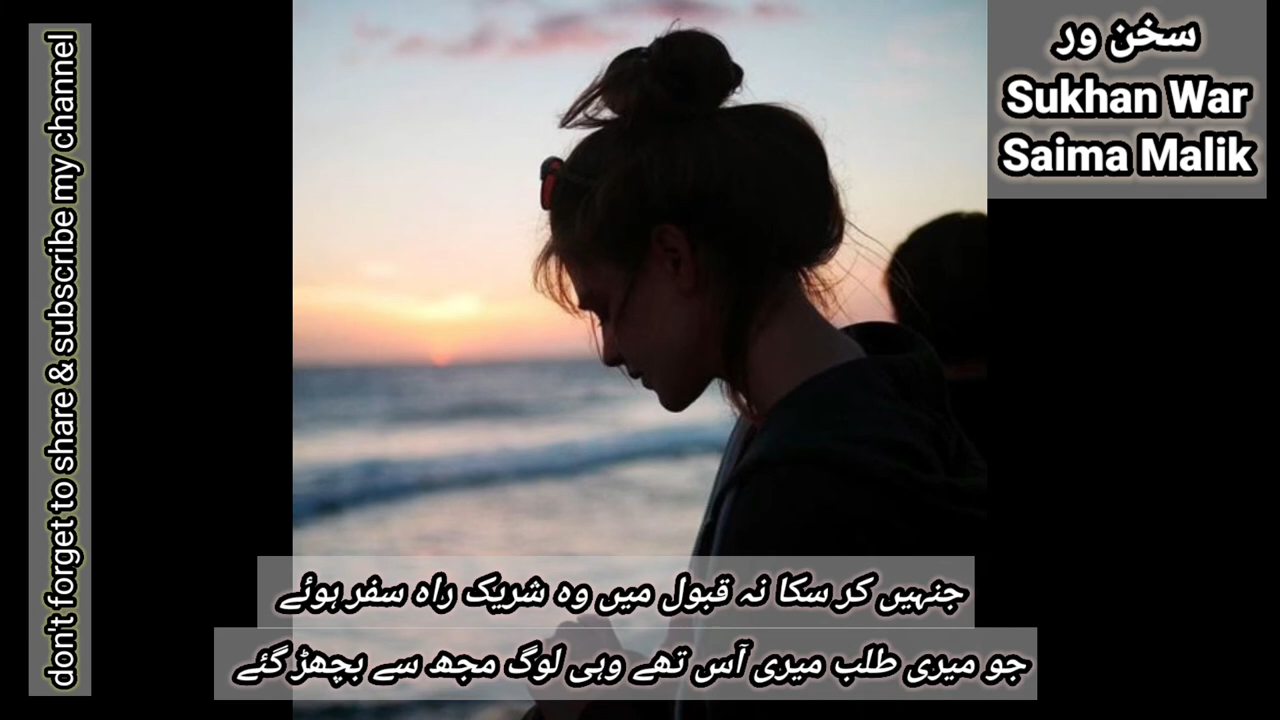 سخن ور
Sukhan War
Saima Malik
don't forget to share & subscribe my channel
جنہیں کر سکا نہ قبول میں وہ شریک راہ سفر ہوئے
جو میری طلب میری آس تھے وہی لوگ مجھ سے بچھڑ گئے